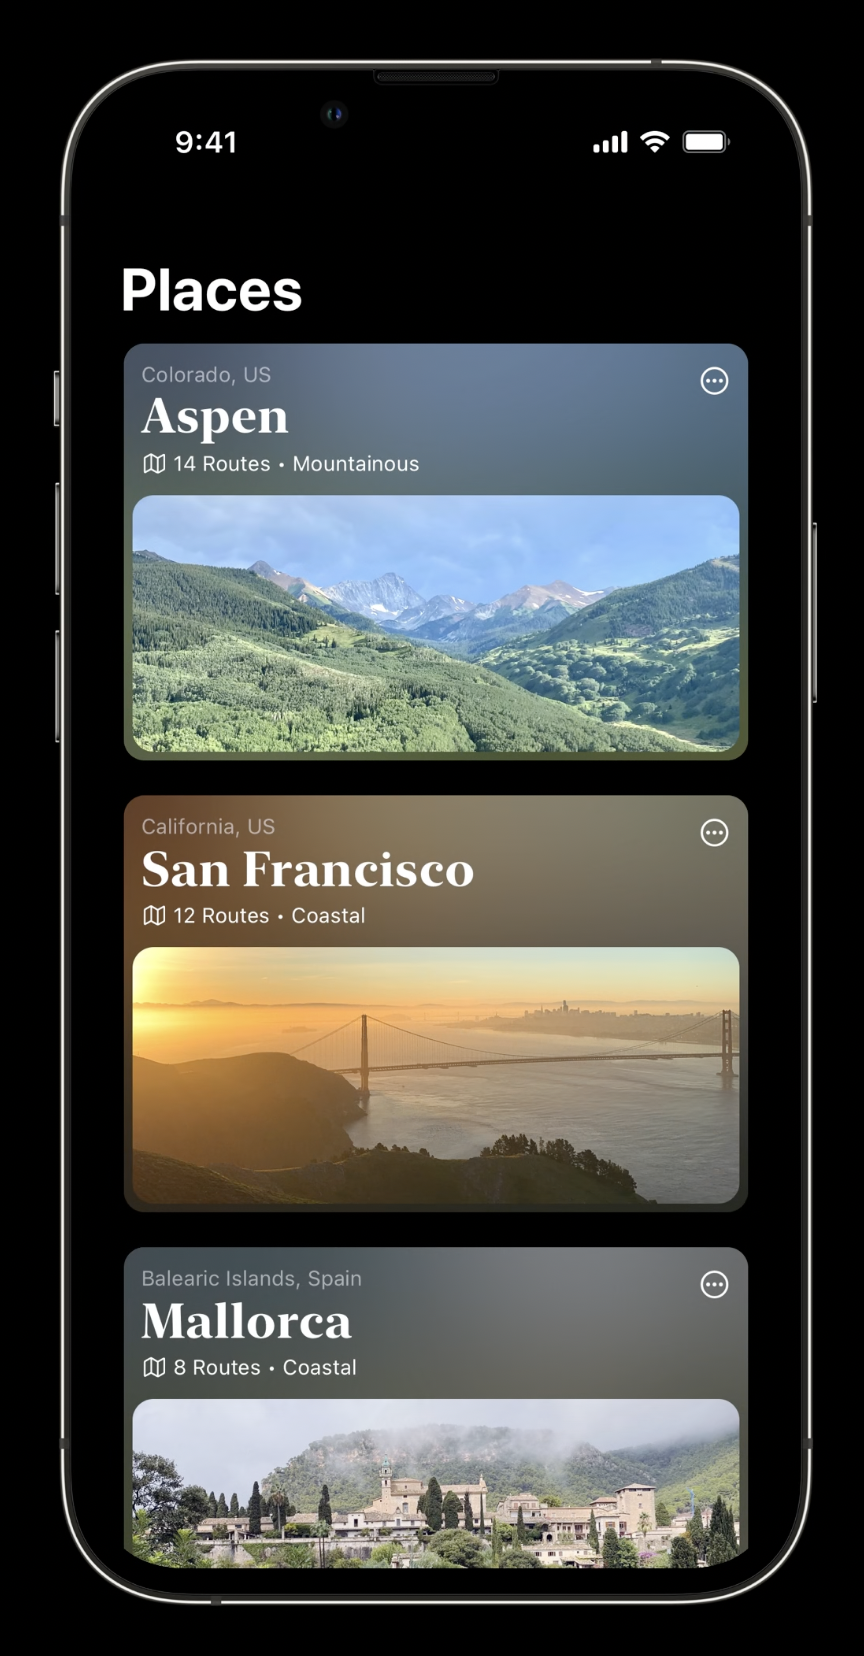 9:41
Places
Colorado, US
Aspen
14 Routes • Mountainous
California, US
San Francisco
12 Routes • Coastal
Balearic Islands, Spain
Mallorca
8 Routes • Coastal